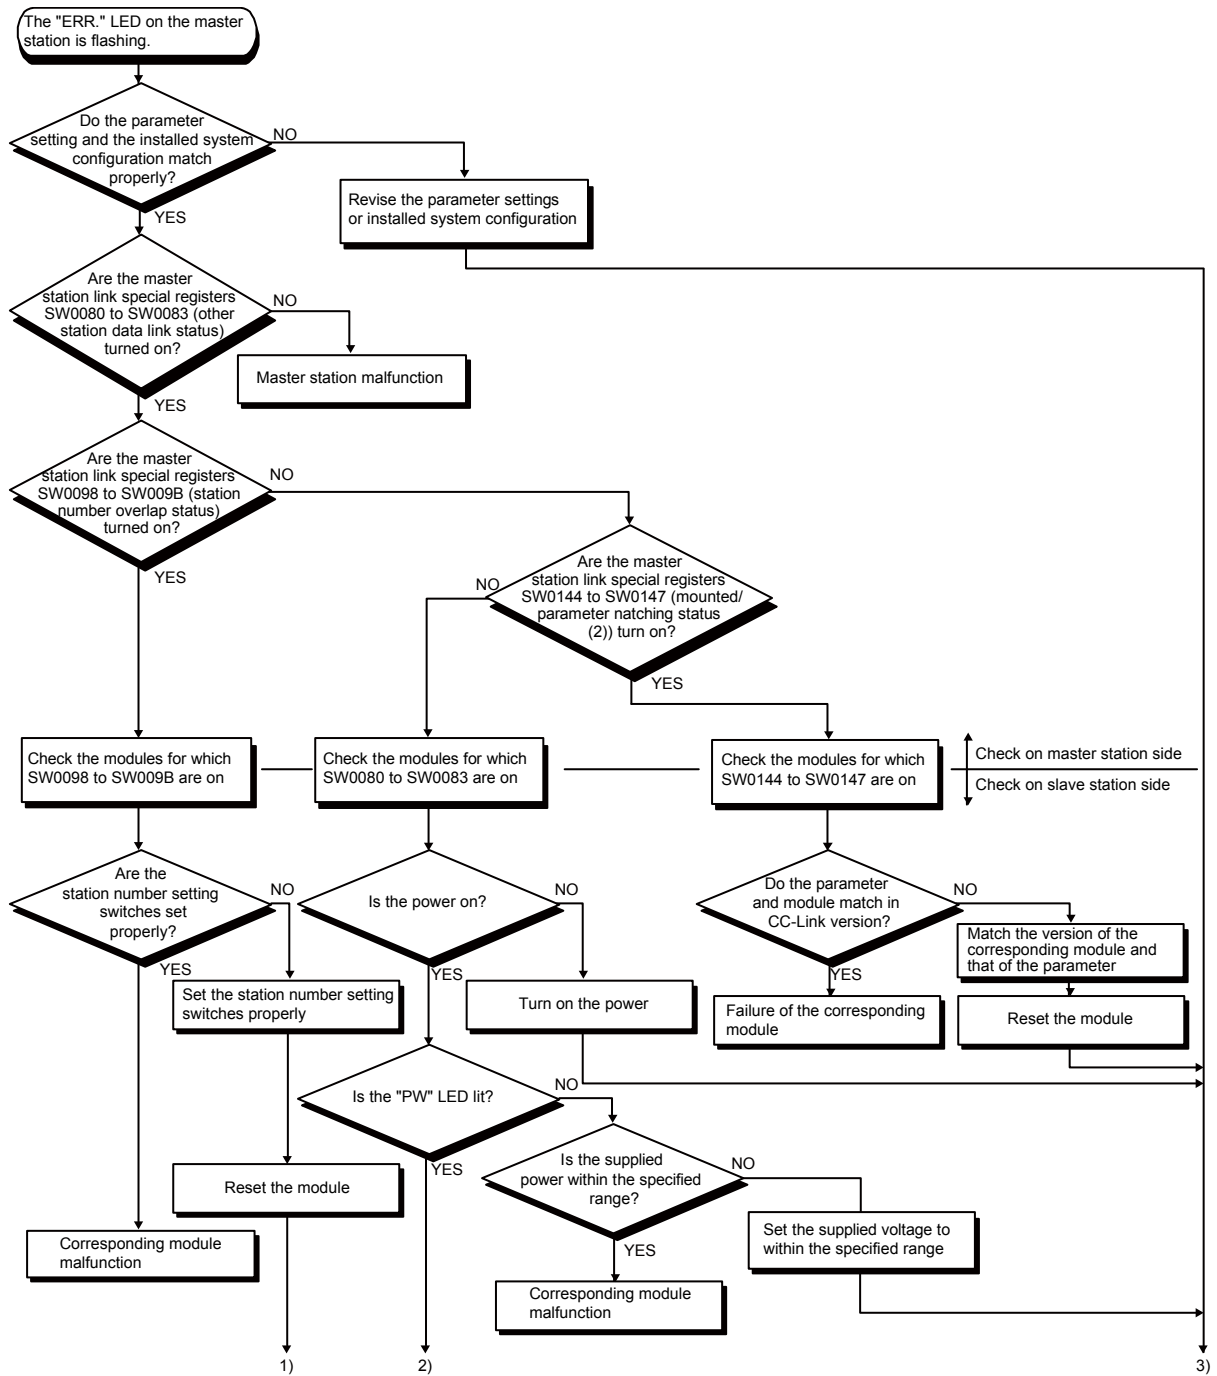 The "ERR." LED on the master
station is flashing.
Do the parameter
setting and the installed system
configuration match
properly?
NO
YES
Revise the parameter settings
or installed system configuration
Are the master
station link special registers
SW0080 to SW0083 (other
station data link status)
turned on?
NO
YES
Master station malfunction
Are the master
station link special registers
SW0098 to SW009B (station
number overlap status)
turned on?
NO
YES
Are the master
station link special registers
SW0144 to SW0147 (mounted/
parameter natching status
(2)) turn on?
NO
YES
Check the modules for which
SW0098 to SW009B are on
Check the modules for which
SW0080 to SW0083 are on
Check the modules for which
SW0144 to SW0147 are on
Check on master station side
Check on slave station side
Are the
station number setting
switches set
properly?
NO
YES
Is the power on?
NO
YES
Do the parameter
and module match in
CC-Link version?
NO
YES
Match the version of the
corresponding module and
that of the parameter
Set the station number setting
switches properly
Turn on the power
Failure of the corresponding
module
Reset the module
Is the "PW" LED lit?
NO
YES
Is the supplied
power within the specified
range?
NO
YES
Reset the module
Set the supplied voltage to
within the specified range
Corresponding module
malfunction
Corresponding module
malfunction
1)
2)
3)